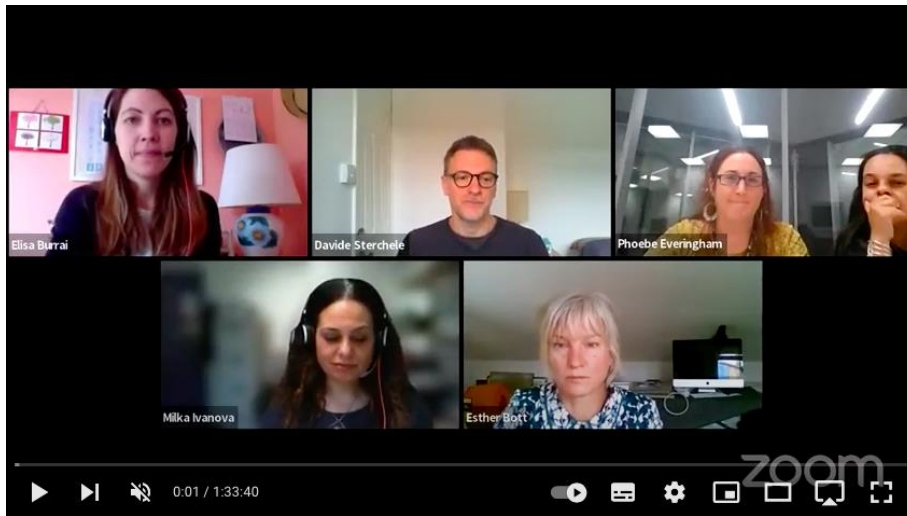 Elisa Burrai
Davide Sterchele
Phoebe Everingham
Milka Ivanova
Esther Bott
zoom
0:01 / 1:33:40